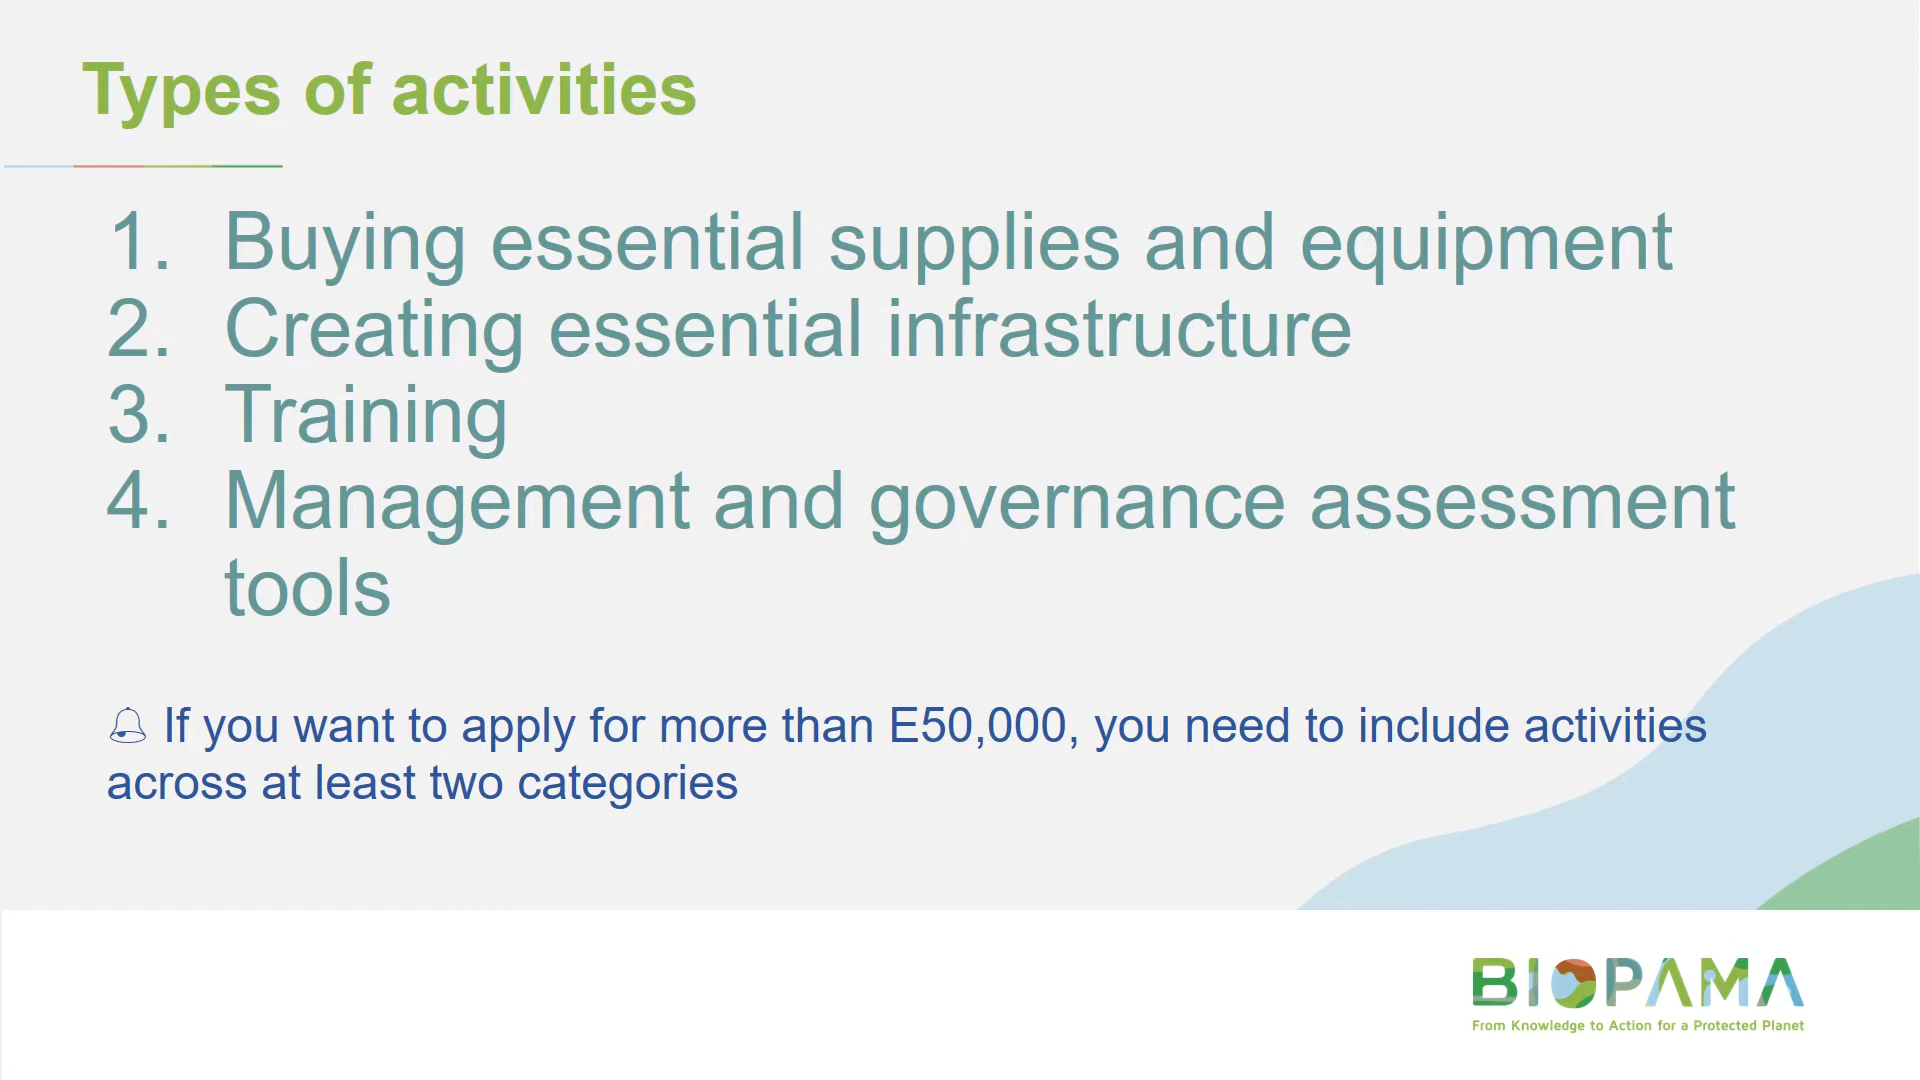 Types of activities
1. Buying essential supplies and equipment
2. Creating essential infrastructure
3. Training
4. Management and governance assessment
tools
🔔 If you want to apply for more than E50,000, you need to include activities
across at least two categories
BIOPAMA
From Knowledge to Action for a Protected Planet